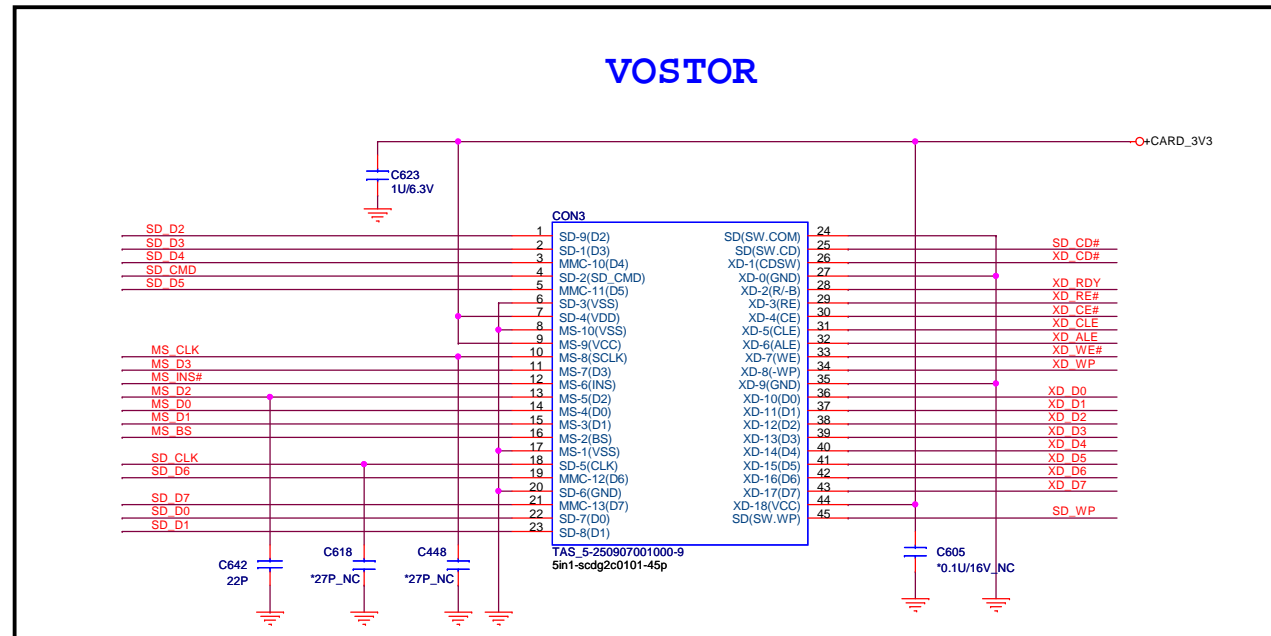 VOSTOR
+CARD_3V3
C623
1U/6.3V
CON3
SD_D2 1 SD-9(D2) SD(SW.COM) 24
SD_D3 2 SD-1(D3) SD(SW.CD) 25 SD_CD#
SD_D4 3 MMC-10(D4) XD-1(CDSW) 26 XD_CD#
SD_CMD 4 SD-2(SD_CMD) XD-0(GND) 27
SD_D5 5 MMC-11(D5) XD-2(R/-B) 28 XD_RDY
6 SD-3(VSS) XD-3(RE) 29 XD_RE#
7 SD-4(VDD) XD-4(CE) 30 XD_CE#
8 MS-10(VSS) XD-5(CLE) 31 XD_CLE
9 MS-9(VCC) XD-6(ALE) 32 XD_ALE
MS_CLK 10 MS-8(SCLK) XD-7(WE) 33 XD_WE#
MS_D3 11 MS-7(D3) XD-8(-WP) 34 XD_WP
MS_INS# 12 MS-6(INS) XD-9(GND) 35
MS_D2 13 MS-5(D2) XD-10(D0) 36 XD_D0
MS_D0 14 MS-4(D0) XD-11(D1) 37 XD_D1
MS_D1 15 MS-3(D1) XD-12(D2) 38 XD_D2
MS_BS 16 MS-2(BS) XD-13(D3) 39 XD_D3
17 MS-1(VSS) XD-14(D4) 40 XD_D4
SD_CLK 18 SD-5(CLK) XD-15(D5) 41 XD_D5
SD_D6 19 MMC-12(D6) XD-16(D6) 42 XD_D6
20 SD-6(GND) XD-17(D7) 43 XD_D7
SD_D7 21 MMC-13(D7) XD-18(VCC) 44
SD_D0 22 SD-7(D0) SD(SW.WP) 45 SD_WP
SD_D1 23 SD-8(D1)
TAS_5-250907001000-9
5in1-scdg2c0101-45p
C642
22P
C618
*27P_NC
C448
*27P_NC
C605
*0.1U/16V_NC